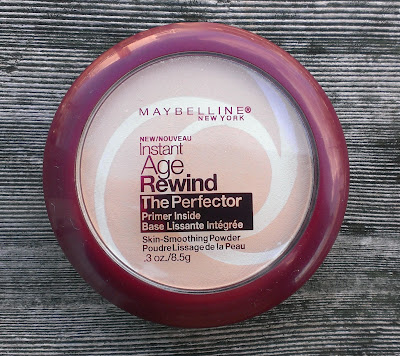 MAYBELLINE®
NEW YORK
NEW/NOUVEAU
Instant
Age
Rewind
The Perfector
Primer Inside
Base Lissante Intégrée
Skin-Smoothing Powder
Poudre Lissage de la Peau
.3 oz./8.5g